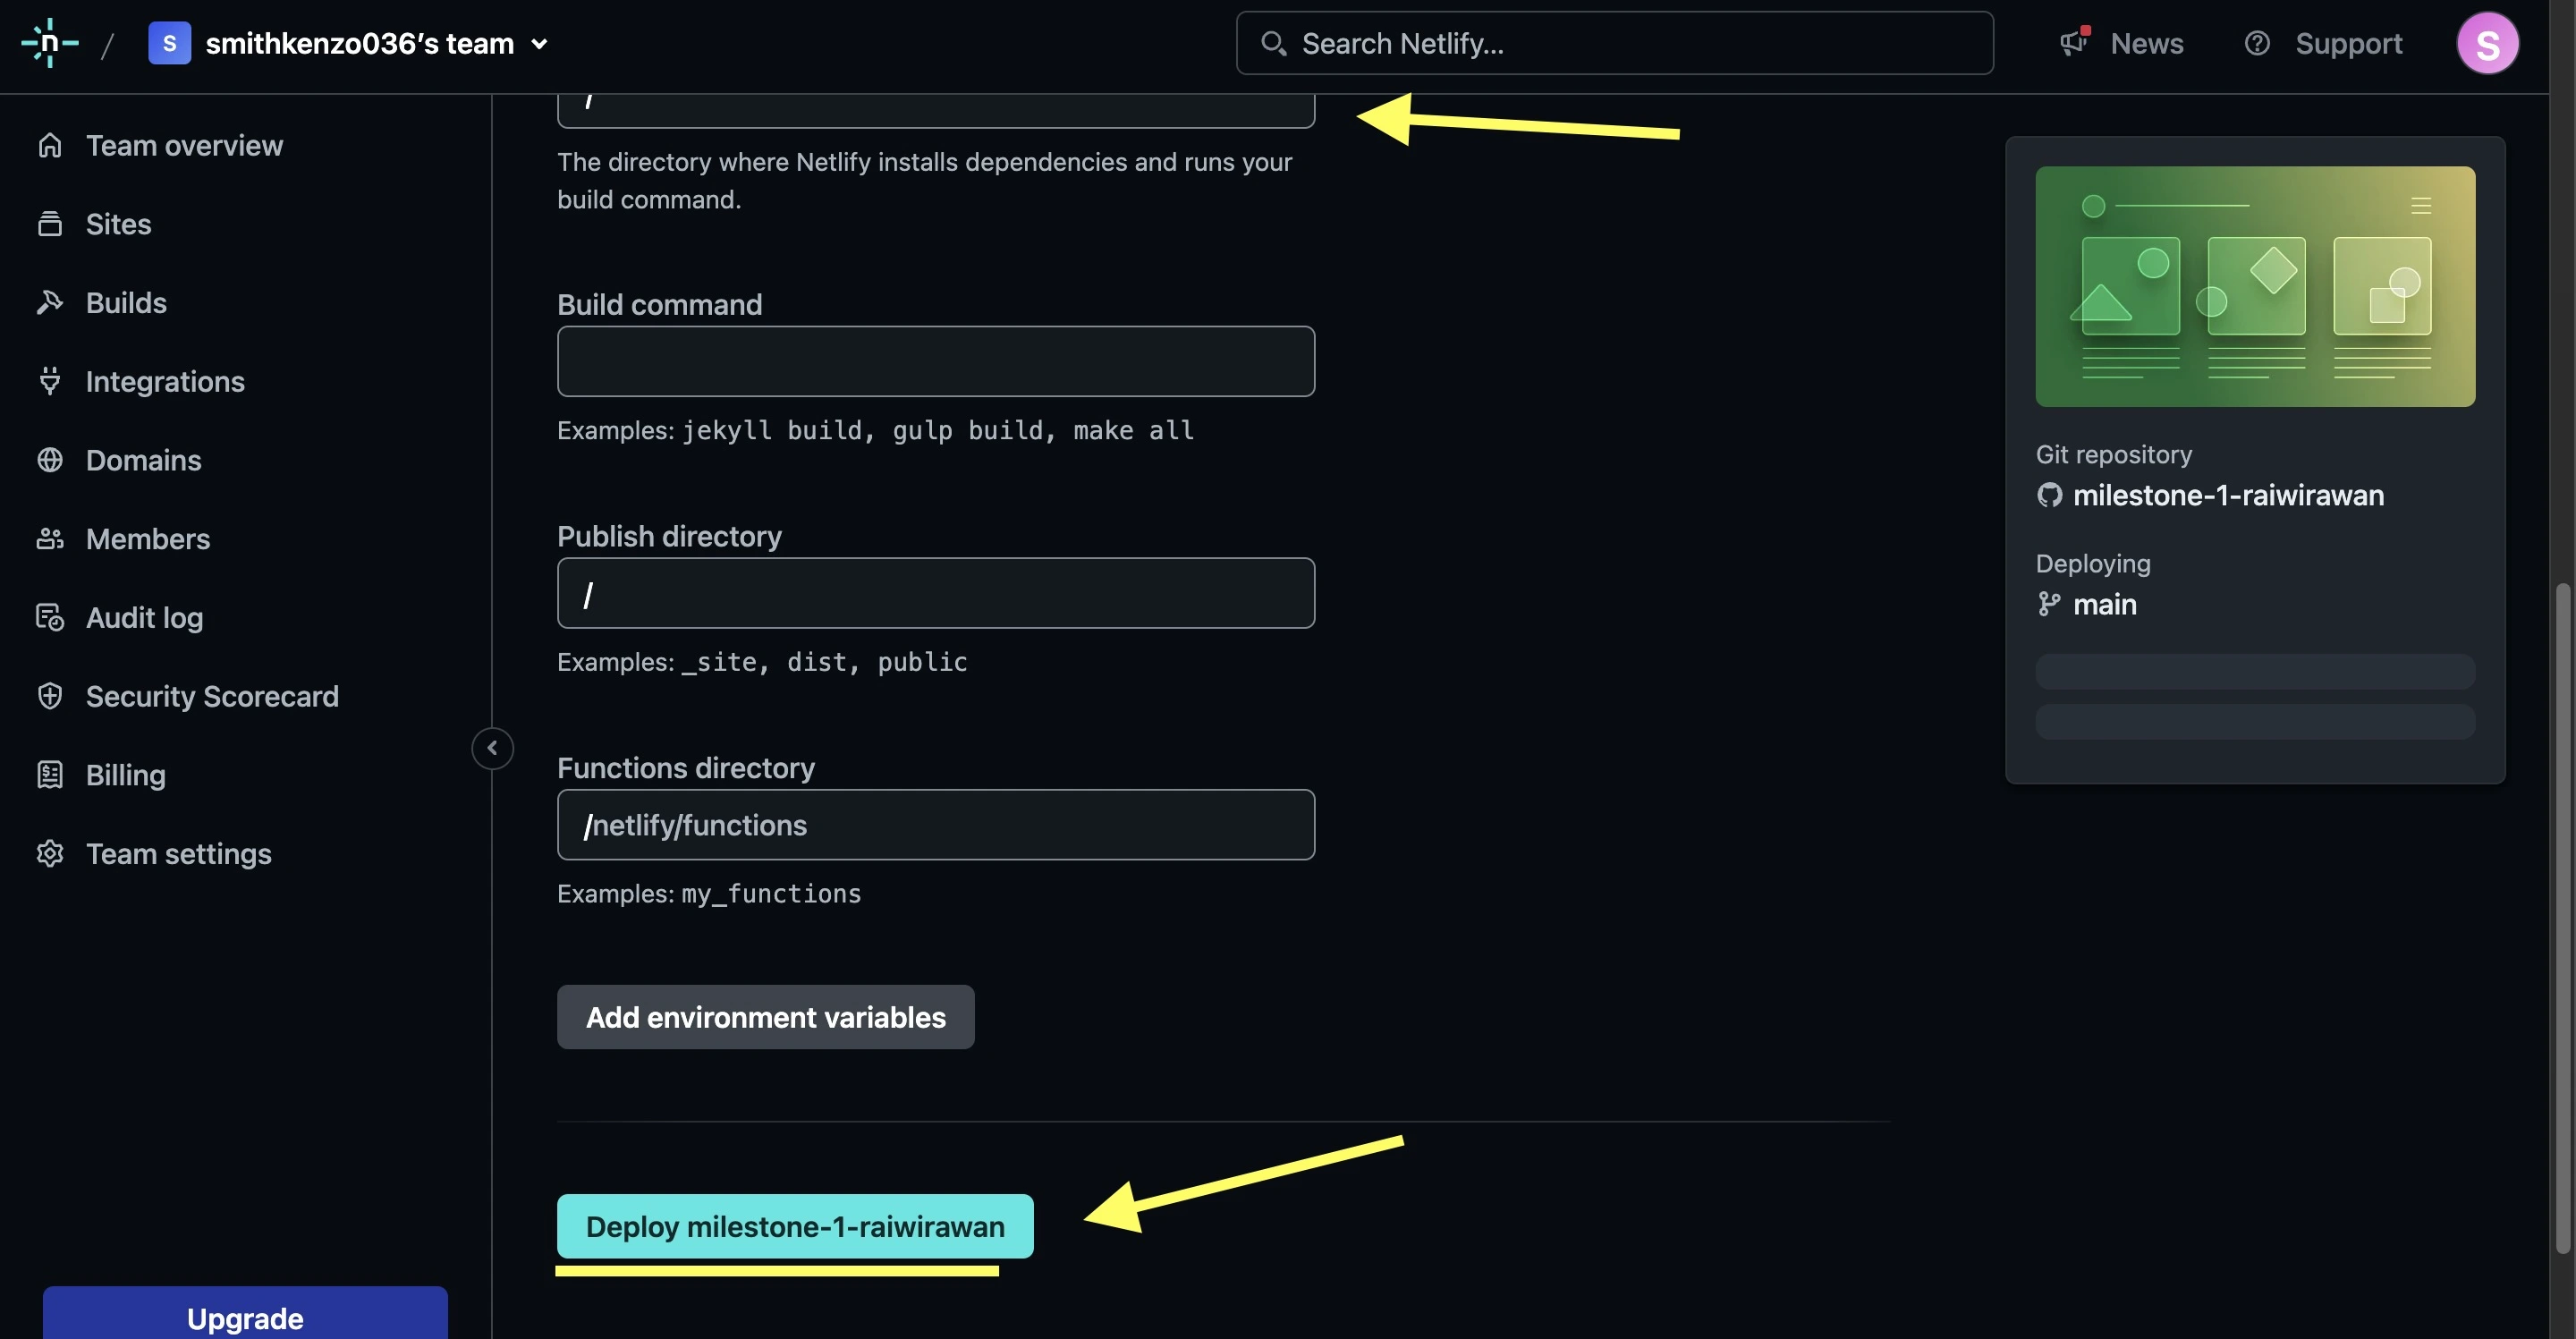 n / S smithkenzo036's team
Search Netlify...
News
Support
S
Team overview
Sites
Builds
Integrations
Domains
Members
Audit log
Security Scorecard
Billing
Team settings
Upgrade
/
The directory where Netlify installs dependencies and runs your
build command.
Build command
Examples: jekyll build, gulp build, make all
Publish directory
/
Examples: _site, dist, public
Functions directory
/netlify/functions
Examples: my_functions
Add environment variables
Deploy milestone-1-raiwirawan
Git repository
milestone-1-raiwirawan
Deploying
main